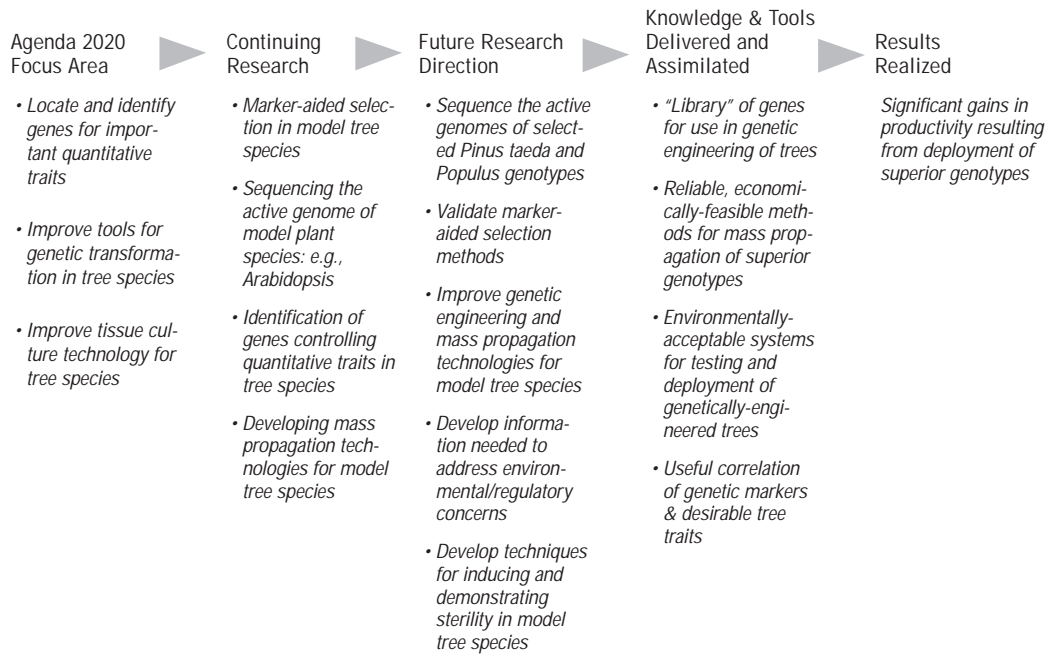 Agenda 2020
Focus Area
• Locate and identify
genes for impor-
tant quantitative
traits
• Improve tools for
genetic transforma-
tion in tree species
• Improve tissue cul-
ture technology for
tree species
Continuing
Research
• Marker-aided selec-
tion in model tree
species
• Sequencing the
active genome of
model plant
species: e.g.,
Arabidopsis
• Identification of
genes controlling
quantitative traits in
tree species
• Developing mass
propagation tech-
nologies for model
tree species
Future Research
Direction
• Sequence the active
genomes of select-
ed Pinus taeda and
Populus genotypes
• Validate marker-
aided selection
methods
• Improve genetic
engineering and
mass propagation
technologies for
model tree species
• Develop informa-
tion needed to
address environ-
mental/regulatory
concerns
• Develop techniques
for inducing and
demonstrating
sterility in model
tree species
Knowledge & Tools
Delivered and
Assimilated
• “Library” of genes
for use in genetic
engineering of trees
• Reliable, economi-
cally-feasible meth-
ods for mass prop-
agation of superior
genotypes
• Environmentally-
acceptable systems
for testing and
deployment of
genetically-engi-
neered trees
• Useful correlation
of genetic markers
& desirable tree
traits
Results
Realized
Significant gains in
productivity resulting
from deployment of
superior genotypes